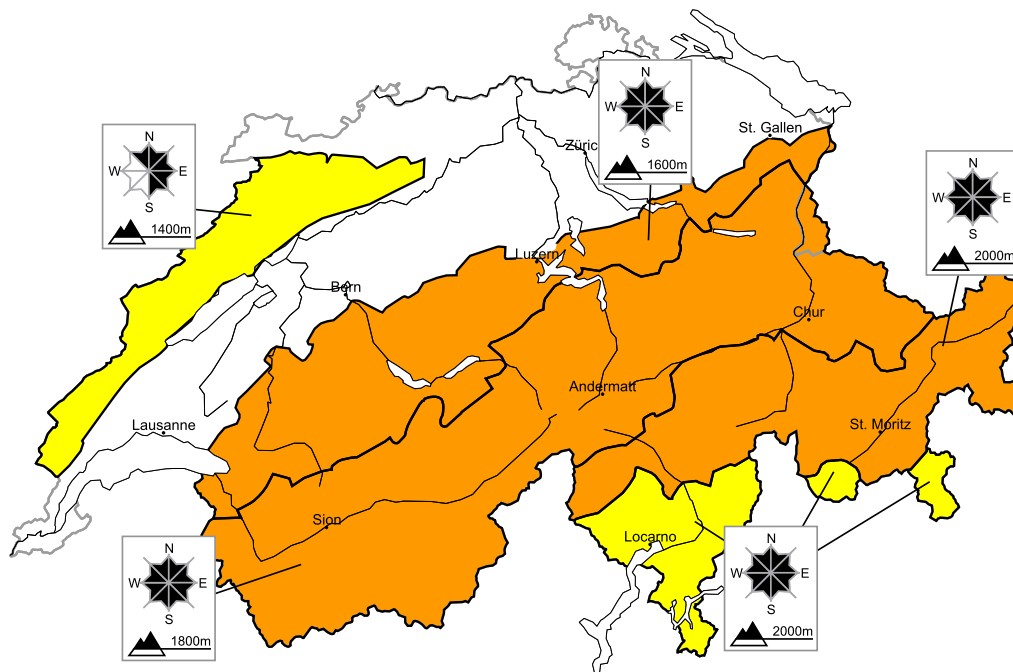 N
W E
S
1600m
St. Gallen
Züric
N
W E
S
1400m
N
W E
S
2000m
Luzern
Bern
Chur
Andermatt
St. Moritz
Lausanne
Sion
Locarno
N
W E
S
1800m
N
W E
S
2000m